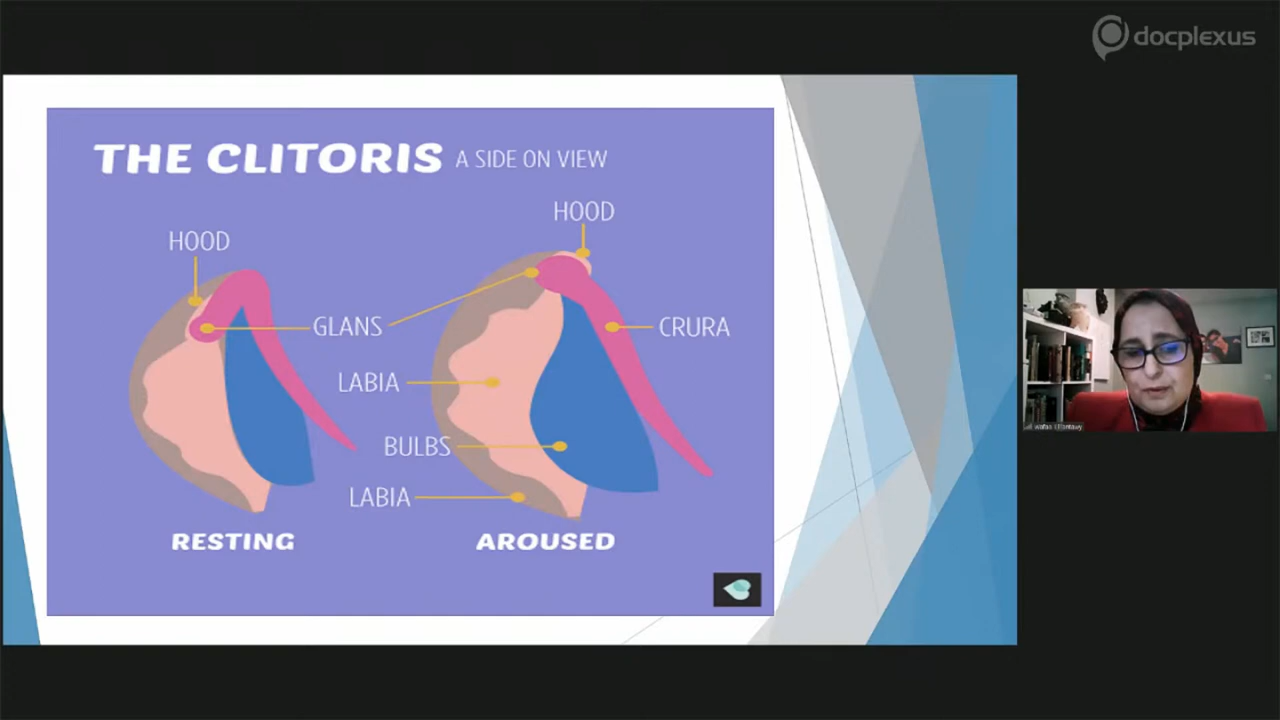 docplexus
THE CLITORIS A SIDE ON VIEW
HOOD
HOOD
GLANS
CRURA
LABIA
BULBS
LABIA
RESTING
AROUSED